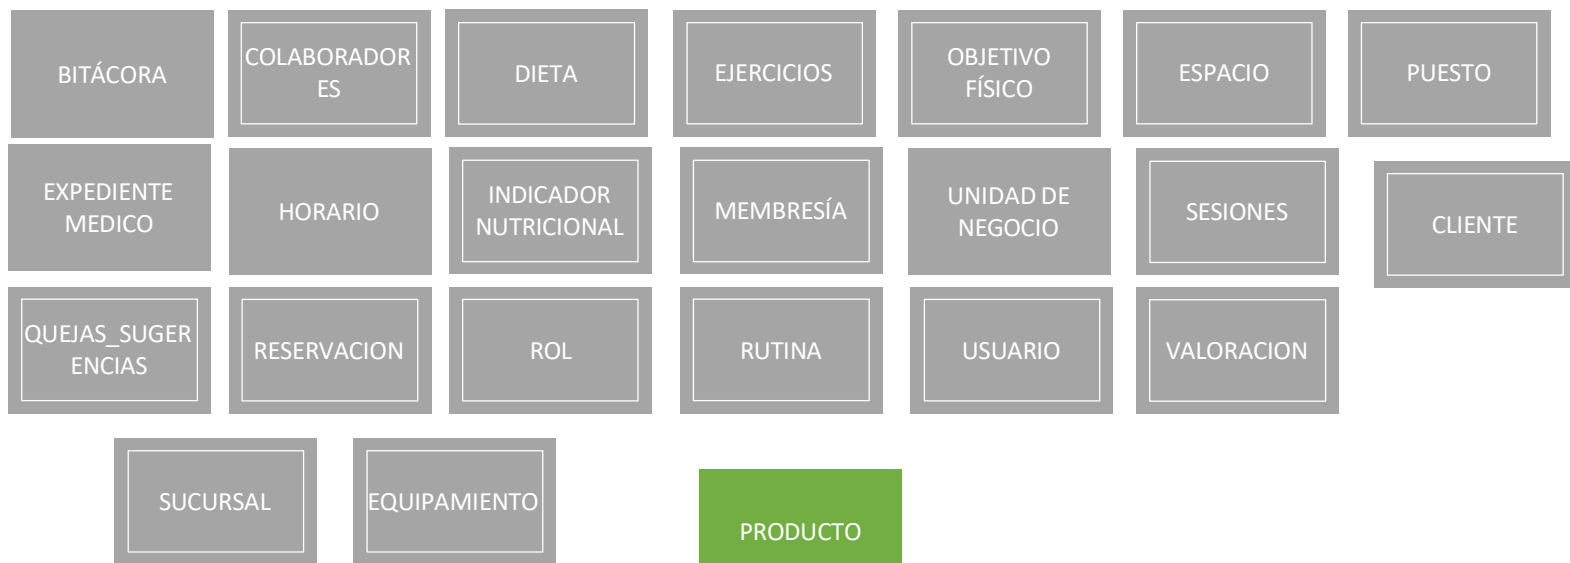 BITÁCORA
COLABORADOR
ES
DIETA
EJERCICIOS
OBJETIVO
FÍSICO
ESPACIO
PUESTO
EXPEDIENTE
MEDICO
HORARIO
INDICADOR
NUTRICIONAL
MEMBRESÍA
UNIDAD DE
NEGOCIO
SESIONES
CLIENTE
QUEJAS_SUGER
ENCIAS
RESERVACION
ROL
RUTINA
USUARIO
VALORACION
SUCURSAL
EQUIPAMIENTO
PRODUCTO